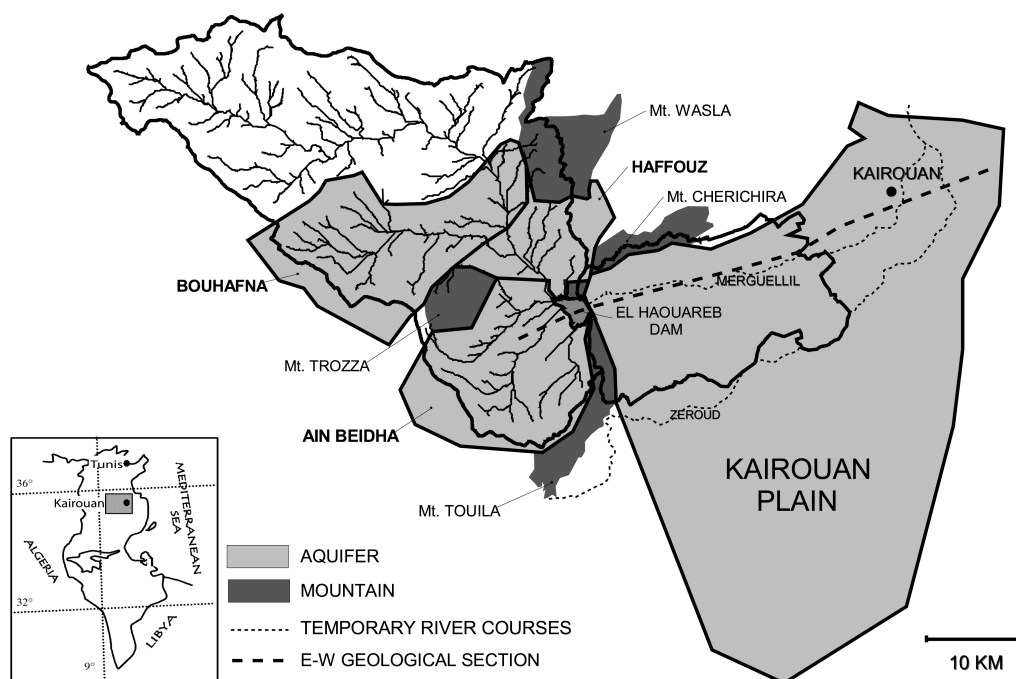 Mt. WASLA
HAFFOUZ
Mt. CHERICHIRA
KAIROUAN
BOUHAFNA
MERGUELLIL
EL HAOUAREB
DAM
Mt. TROZZA
ZEROUD
AIN BEIDHA
KAIROUAN
PLAIN
Mt. TOUILA
Tunis
36°
Kairouan
MEDITERRANEAN
SEA
ALGERIA
32°
LIBYA
9°
AQUIFER
MOUNTAIN
TEMPORARY RIVER COURSES
E-W GEOLOGICAL SECTION
10 KM